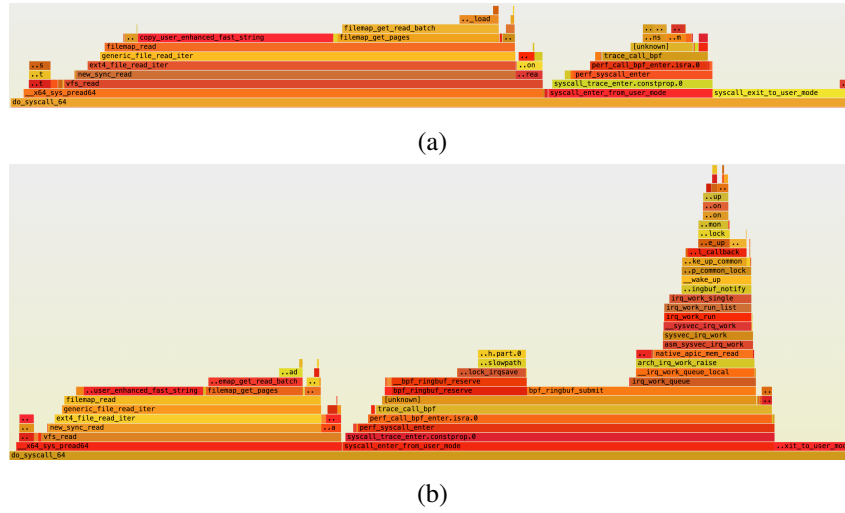 .._load
filemap_get_read_batch
.. copy_user_enhanced_fast_string filemap_get_pages .. ..ns ..m
filemap_read [unknown]
generic_file_read_iter .. trace_call_bpf
..s ext4_file_read_iter ..on perf_call_bpf_enter.isra.0
..t new_sync_read ..rea perf_syscall_enter
..t vfs_read syscall_trace_enter.constprop.0
__x64_sys_pread64 syscall_enter_from_user_mode syscall_exit_to_user_mode
do_syscall_64
(a)
..up
..on
..on
..mon
..lock
..e_up ..
..l_callback
..ke_up_common
..p_common_lock
__wake_up
..ingbuf_notify
irq_work_single
irq_work_run_list
irq_work_run
__sysvec_irq_work
sysvec_irq_work
asm_sysvec_irq_work
..h.part.0 .. native_apic_mem_read
..slowpath arch_irq_work_raise
..ad ..lock_irqsave __irq_work_queue_local
..emap_get_read_batch .. __bpf_ringbuf_reserve irq_work_queue
..user_enhanced_fast_string filemap_get_pages .. bpf_ringbuf_reserve bpf_ringbuf_submit ..
filemap_read [unknown]
generic_file_read_iter trace_call_bpf
.. ext4_file_read_iter .. perf_call_bpf_enter.isra.0
.. new_sync_read ..a perf_syscall_enter
.. vfs_read syscall_trace_enter.constprop.0
__x64_sys_pread64 syscall_enter_from_user_mode ..xit_to_user_mod
do_syscall_64
(b)